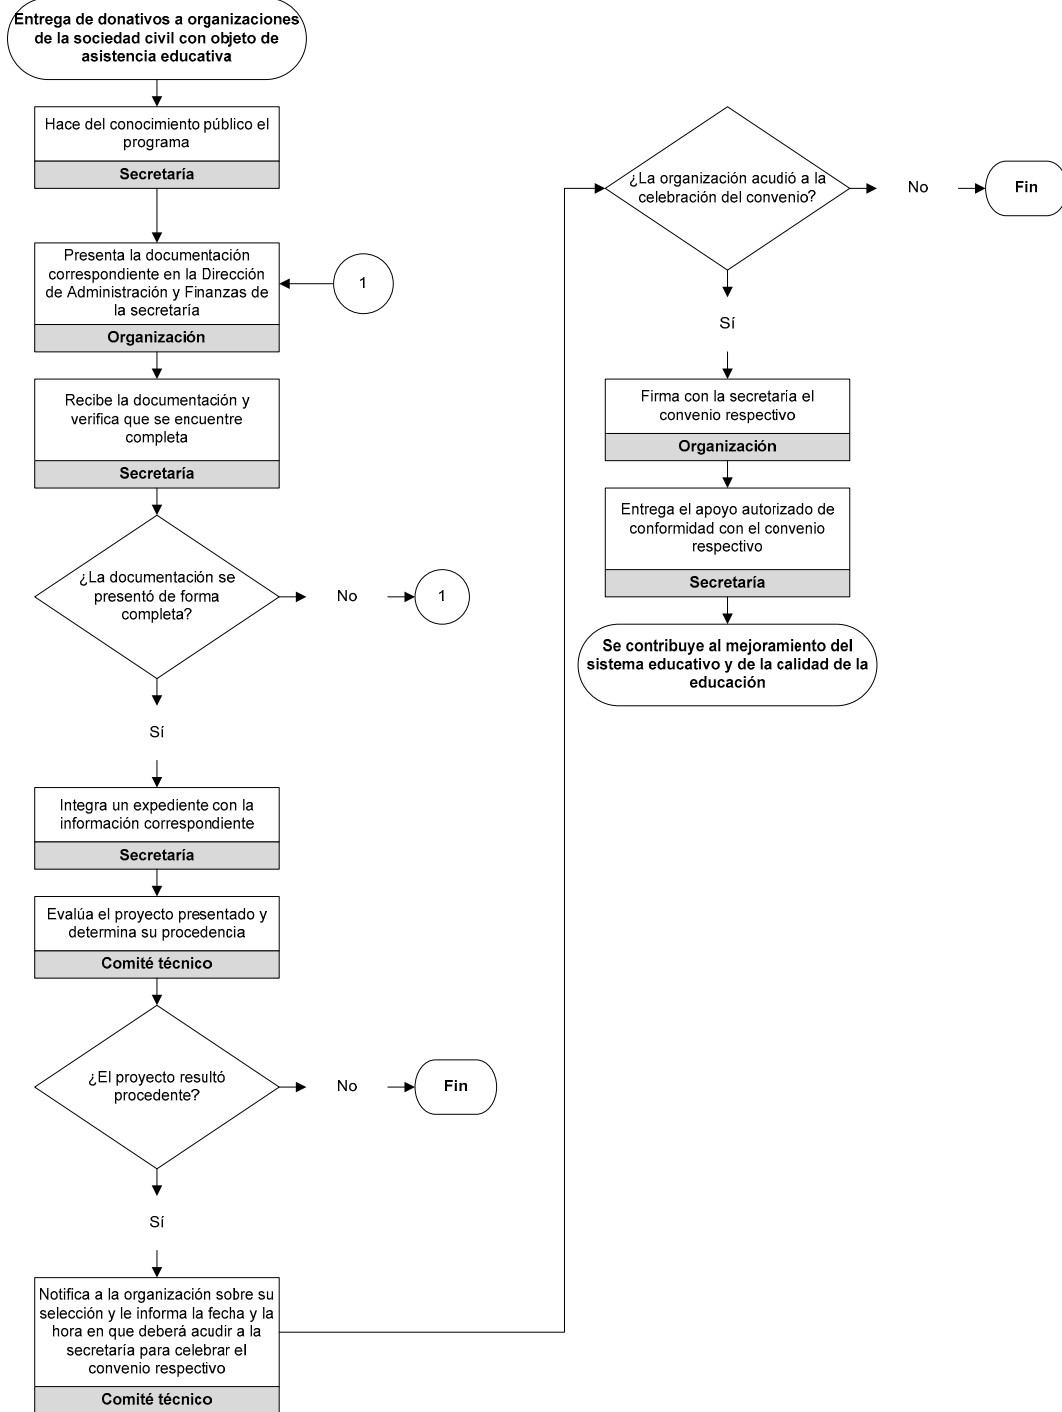 Entrega de donativos a organizaciones
de la sociedad civil con objeto de
asistencia educativa
Hace del conocimiento público el
programa
Secretaría
Presenta la documentación
correspondiente en la Dirección
de Administración y Finanzas de
la secretaría
Organización
1
Recibe la documentación y
verifica que se encuentre
completa
Secretaría
¿La documentación se
presentó de forma
completa?
No
1
Sí
Integra un expediente con la
información correspondiente
Secretaría
Evalúa el proyecto presentado y
determina su procedencia
Comité técnico
¿El proyecto resultó
procedente?
No
Fin
Sí
Notifica a la organización sobre su
selección y le informa la fecha y la
hora en que deberá acudir a la
secretaría para celebrar el
convenio respectivo
Comité técnico
¿La organización acudió a la
celebración del convenio?
No
Fin
Sí
Firma con la secretaría el
convenio respectivo
Organización
Entrega el apoyo autorizado de
conformidad con el convenio
respectivo
Secretaría
Se contribuye al mejoramiento del
sistema educativo y de la calidad de la
educación